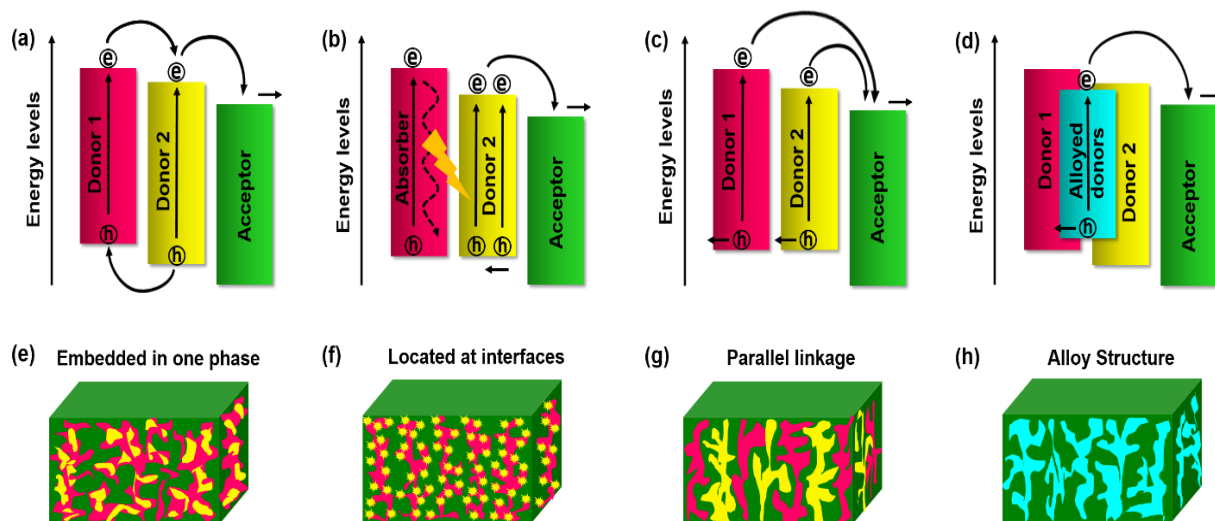 (a)
Energy levels
e
h
Donor 1
e
h
Donor 2
Acceptor
(b)
Energy levels
e
h
Absorber
e e
h h
Donor 2
Acceptor
(c)
Energy levels
e
h
Donor 1
e
h
Donor 2
Acceptor
(d)
Energy levels
Donor 1
e
h
Alloyed
donors
Donor 2
Acceptor
(e) Embedded in one phase
(f) Located at interfaces
(g) Parallel linkage
(h) Alloy Structure